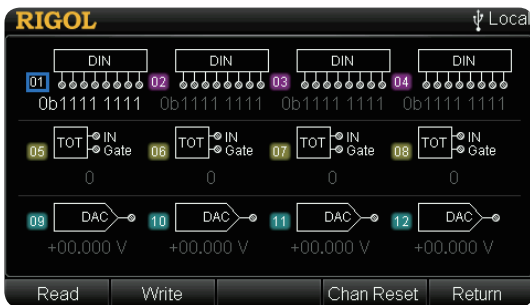 RIGOL Local
DIN DIN DIN DIN
01 02 03 04
0b1111 1111 0b1111 1111 0b1111 1111 0b1111 1111
IN IN IN IN
05 TOT 06 TOT 07 TOT 08 TOT
Gate Gate Gate Gate
0 0 0 0
09 DAC 10 DAC 11 DAC 12 DAC
+00.000 V +00.000 V +00.000 V +00.000 V
Read Write Chan Reset Return